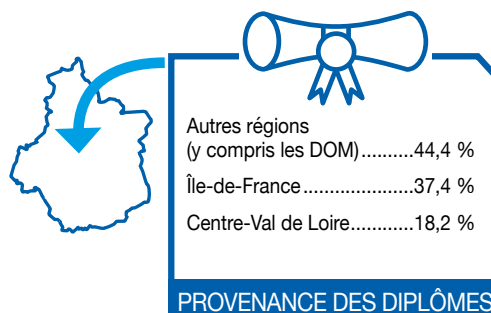 Autres régions
(y compris les DOM)..........44,4 %
Île-de-France.....................37,4 %
Centre-Val de Loire............18,2 %
PROVENANCE DES DIPLÔMES